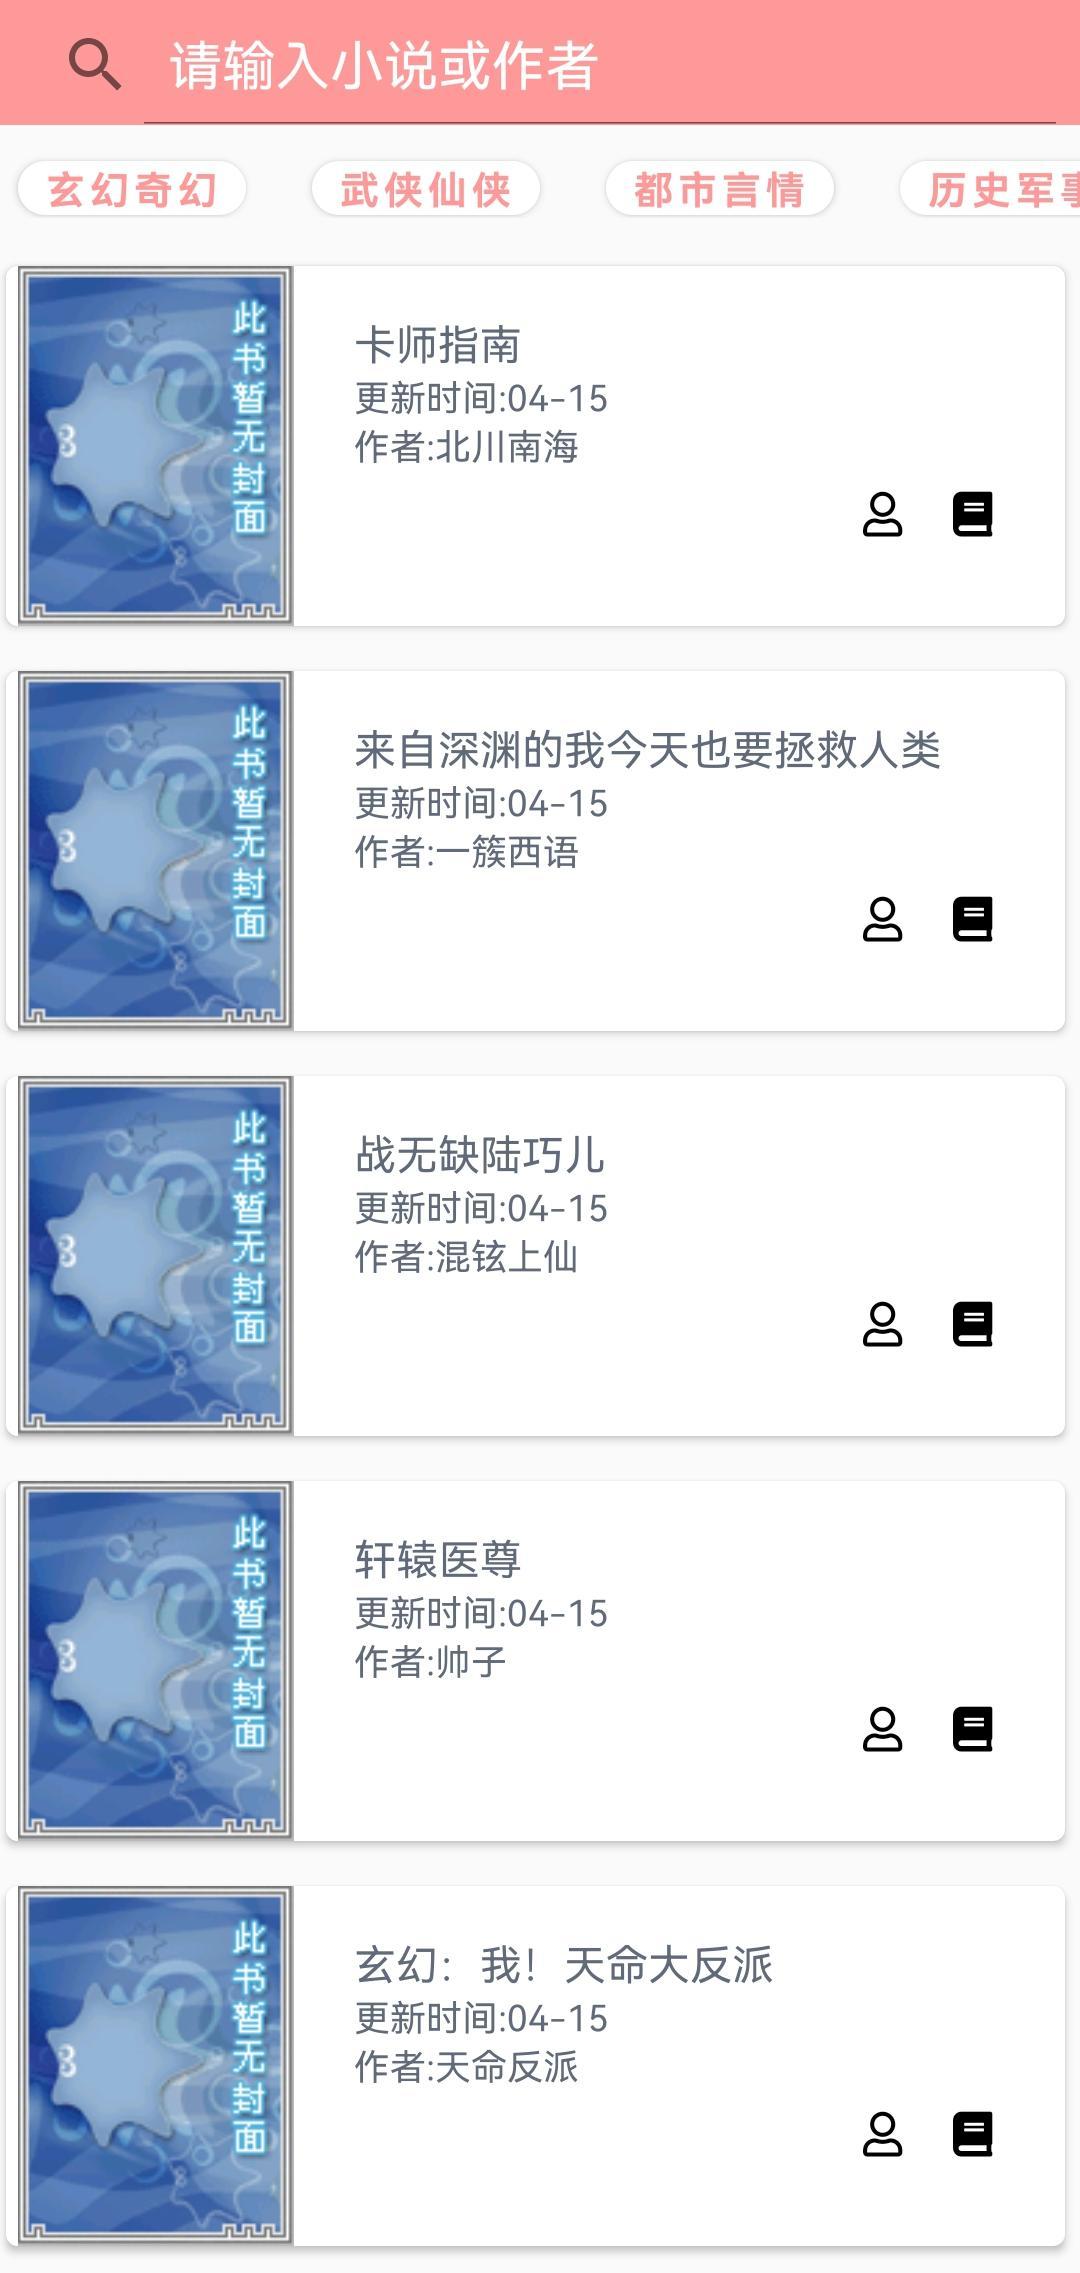 请输入小说或作者
玄幻奇幻 武侠仙侠 都市言情 历史军事
此书暂无封面
卡师指南
更新时间:04-15
作者:北川南海
此书暂无封面
来自深渊的我今天也要拯救人类
更新时间:04-15
作者:一簇西语
此书暂无封面
战无缺陆巧儿
更新时间:04-15
作者:混铉上仙
此书暂无封面
轩辕医尊
更新时间:04-15
作者:帅子
此书暂无封面
玄幻：我！天命大反派
更新时间:04-15
作者:天命反派